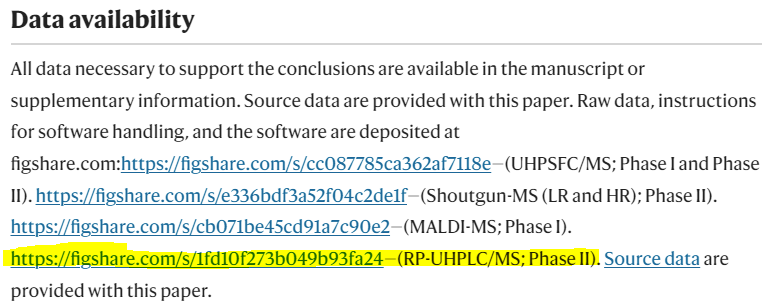 Data availability
All data necessary to support the conclusions are available in the manuscript or
supplementary information. Source data are provided with this paper. Raw data, instructions
for software handling, and the software are deposited at
figshare.com:https://figshare.com/s/cc087785ca362af7118e–(UHPSFC/MS; Phase I and Phase
II). https://figshare.com/s/e336bdf3a52f04c2de1f–(Shoutgun-MS (LR and HR); Phase II).
https://figshare.com/s/cb071be45cd91a7c90e2–(MALDI-MS; Phase I).
https://figshare.com/s/1fd10f273b049b93fa24–(RP-UHPLC/MS; Phase II). Source data are
provided with this paper.